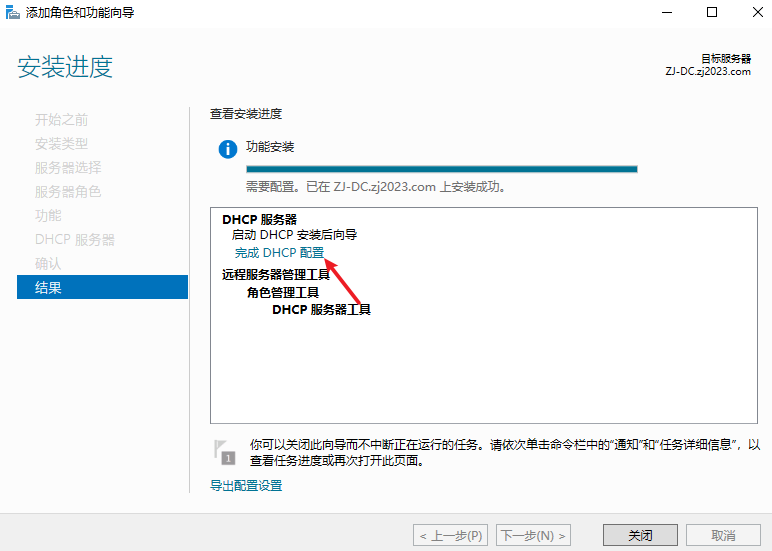 添加角色和功能向导
安装进度
目标服务器
ZJ-DC.zj2023.com
开始之前
安装类型
服务器选择
服务器角色
功能
DHCP 服务器
确认
结果
查看安装进度
功能安装
需要配置。已在 ZJ-DC.zj2023.com 上安装成功。
DHCP 服务器
启动 DHCP 安装后向导
完成 DHCP 配置
远程服务器管理工具
角色管理工具
DHCP 服务器工具
1
你可以关闭此向导而不中断正在运行的任务。请依次单击命令栏中的“通知”和“任务详细信息”，以
查看任务进度或再次打开此页面。
导出配置设置
< 上一步(P)
下一步(N) >
关闭
取消